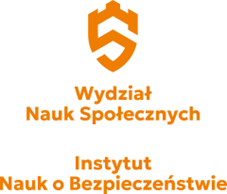 Wydział
Nauk Społecznych
Instytut
Nauk o Bezpieczeństwie